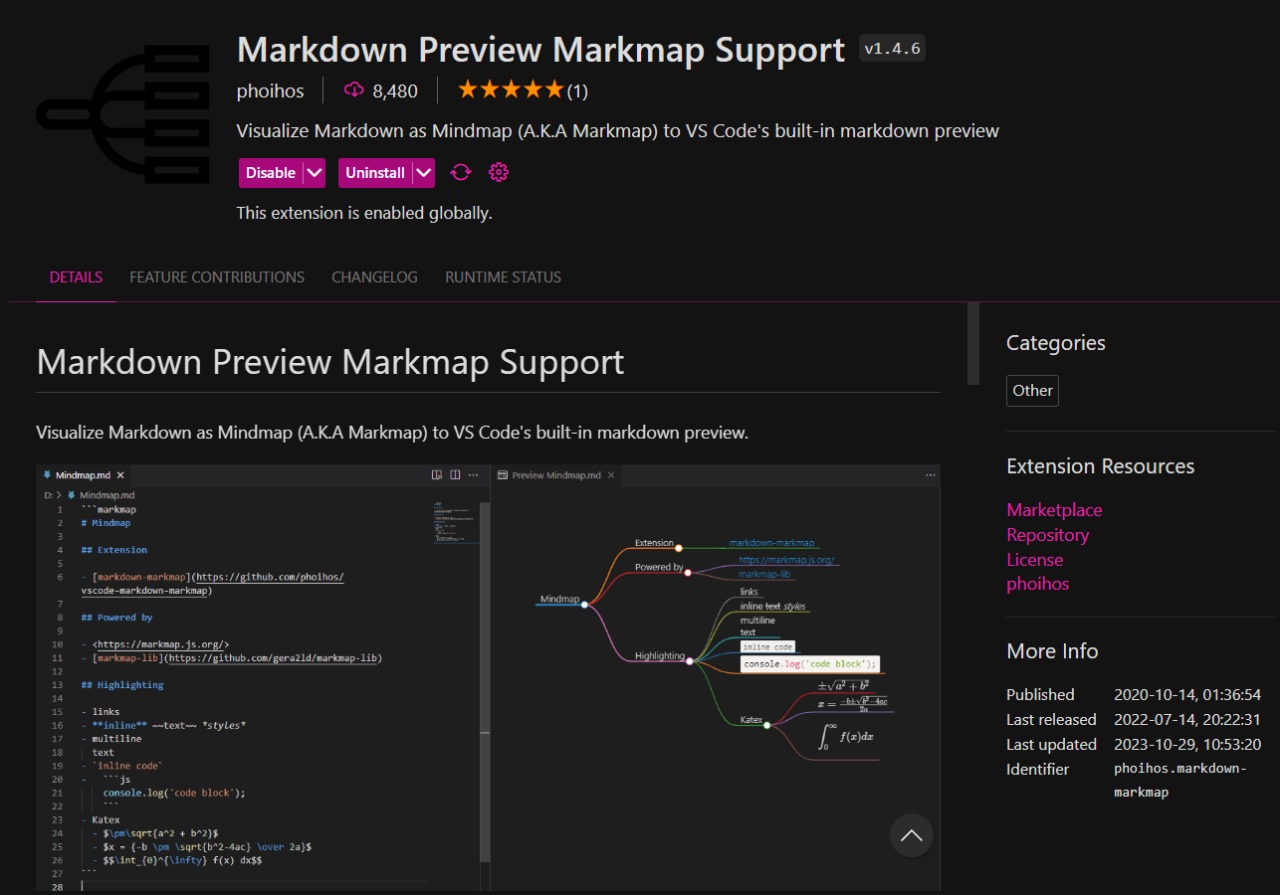 Markdown Preview Markmap Support v1.4.6
phoihos 8,480 ★★★★★(1)
Visualize Markdown as Mindmap (A.K.A Markmap) to VS Code's built-in markdown preview
Disable Uninstall
This extension is enabled globally.
DETAILS FEATURE CONTRIBUTIONS CHANGELOG RUNTIME STATUS
Markdown Preview Markmap Support
Visualize Markdown as Mindmap (A.K.A Markmap) to VS Code's built-in markdown preview.
Mindmap.md
D: > Mindmap.md
1 ```markmap
2 # Mindmap
3
4 ## Extension
5
6 - [markdown-markmap](https://github.com/phoihos/
vscode-markdown-markmap)
7
8 ## Powered by
9
10 - <https://markmap.js.org/>
11 - [markmap-lib](https://github.com/gera2ld/markmap-lib)
12
13 ## Highlighting
14
15 - links
16 - **inline** ~~text~~ *styles*
17 - multiline
18 text
19 - `inline code`
20 - ```js
21 console.log('code block');
22 ```
23 - Katex
24 - $\pm\sqrt{a^2 + b^2}$
25 - $x = {-b \pm \sqrt{b^2-4ac} \over 2a}$
26 - $$\int_{0}^{\infty} f(x) dx$$
27 ```
28
Preview Mindmap.md
Mindmap
Extension
markdown-markmap
Powered by
https://markmap.js.org/
markmap-lib
Highlighting
links
inline text styles
multiline
text
inline code
console.log('code block');
Katex
±√a² + b²
x = −b±√b²−4ac / 2a
∫₀^∞ f(x)dx
Categories
Other
Extension Resources
Marketplace
Repository
License
phoihos
More Info
Published 2020-10-14, 01:36:54
Last released 2022-07-14, 20:22:31
Last updated 2023-10-29, 10:53:20
Identifier phoihos.markdown-
markmap